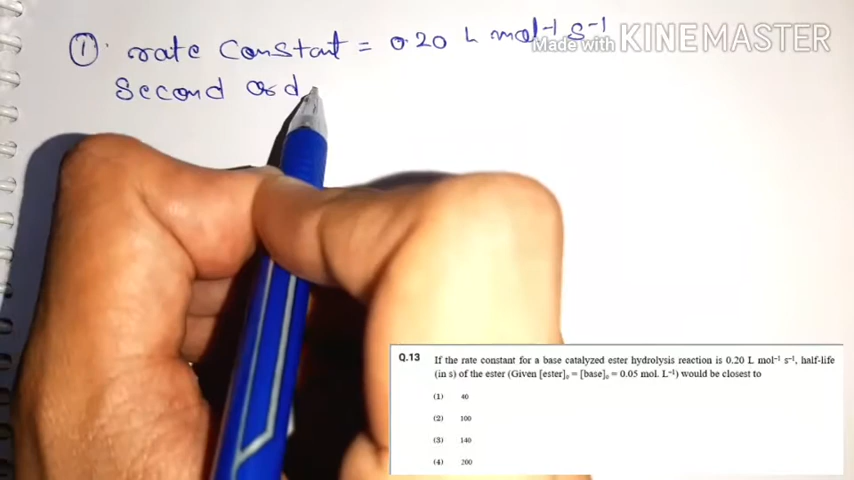 ① rate Constant = 0.20 L mol⁻¹ s⁻¹
Made with KINEMASTER
Second ord
Q.13 If the rate constant for a base catalyzed ester hydrolysis reaction is 0.20 L mol⁻¹ s⁻¹, half-life
(in s) of the ester (Given [ester]₀ = [base]₀ = 0.05 mol. L⁻¹) would be closest to
(1) 40
(2) 100
(3) 140
(4) 200